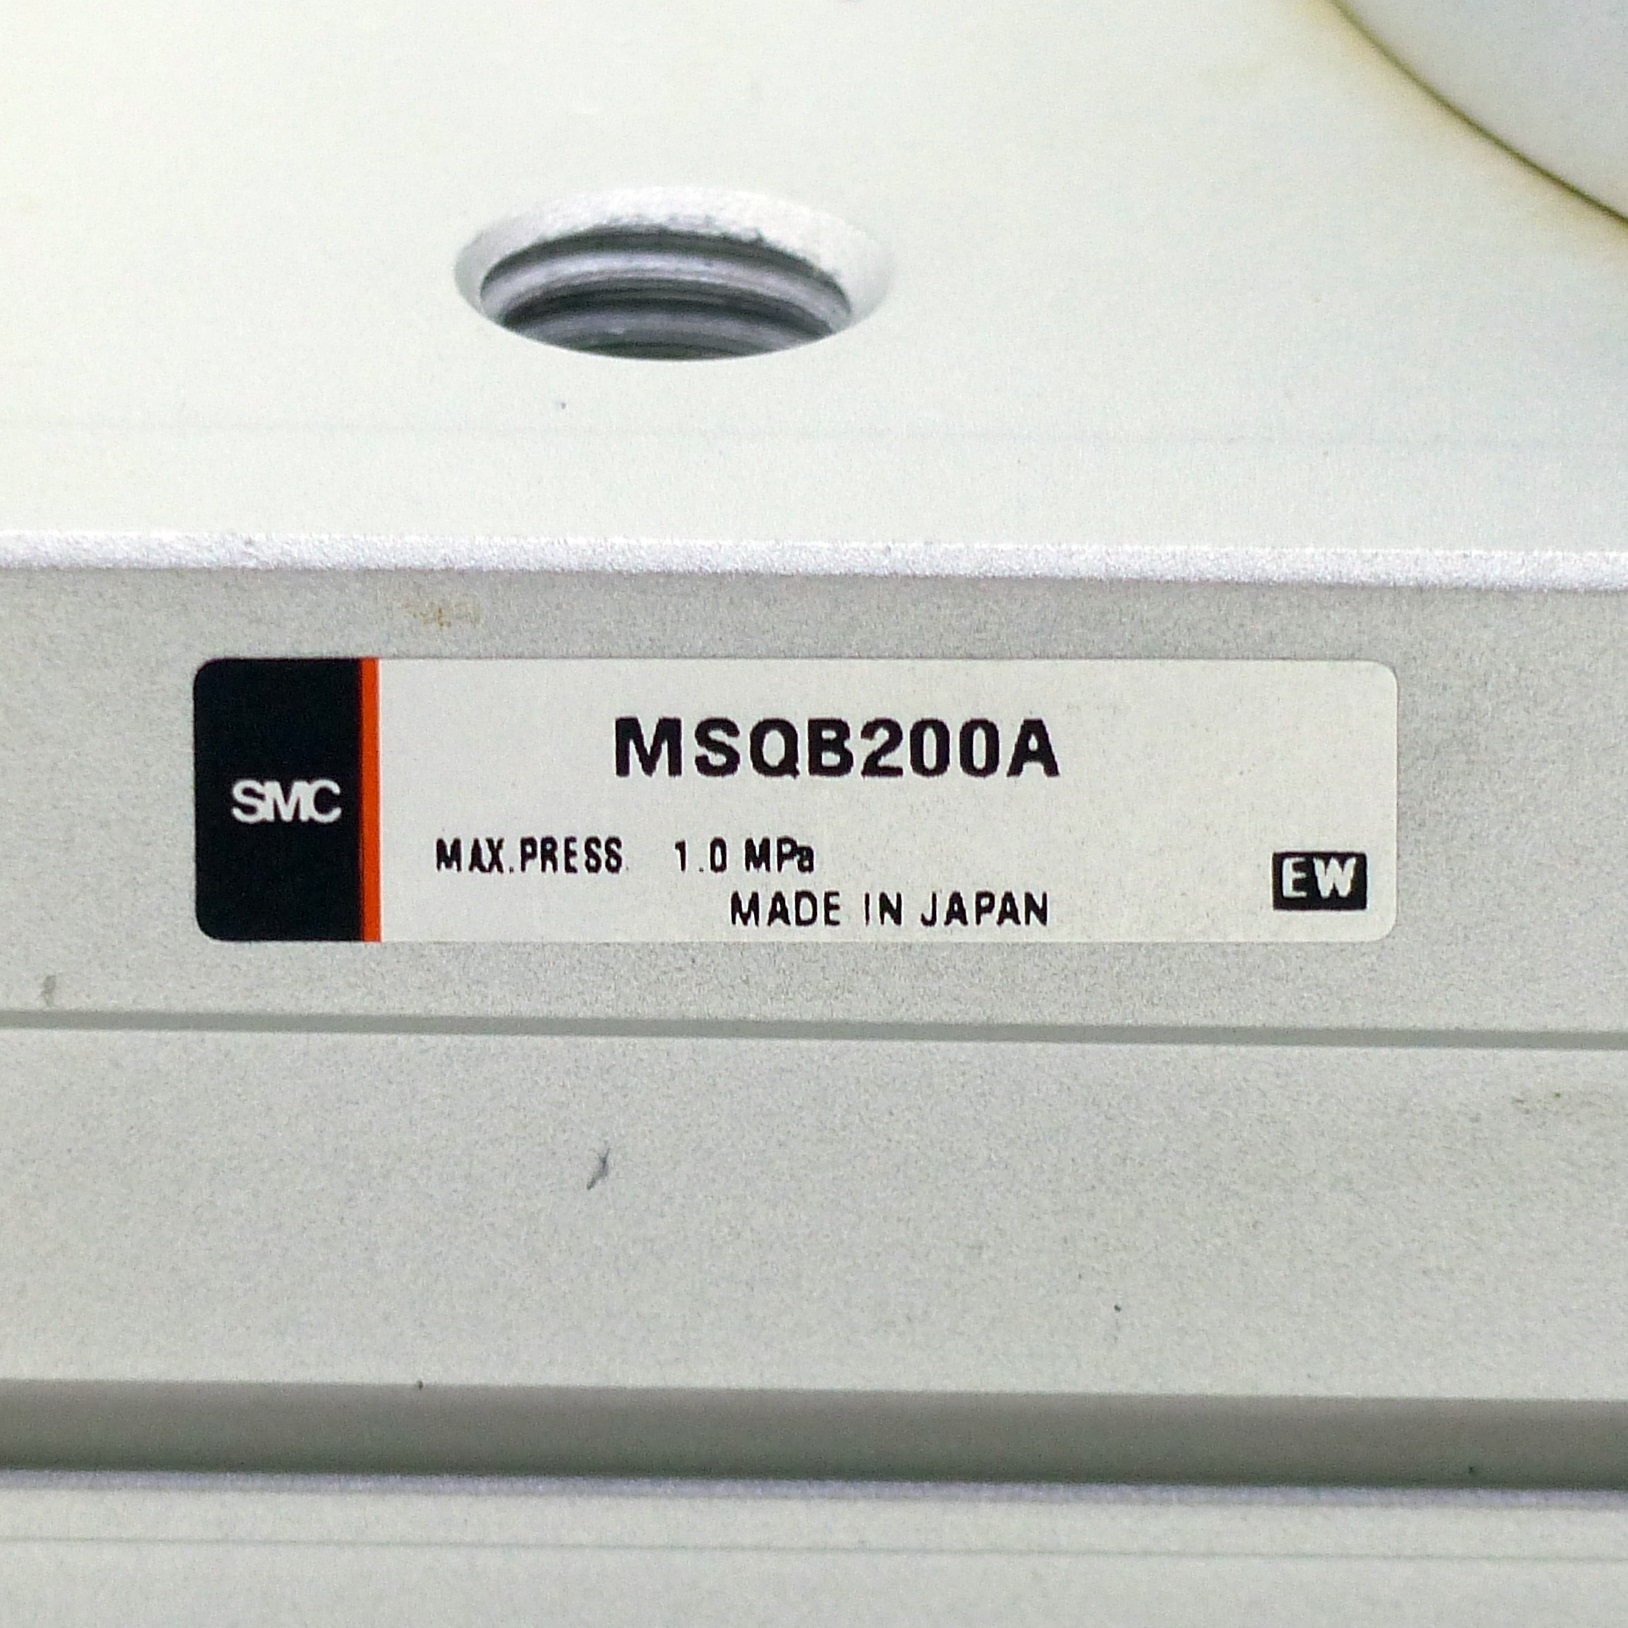 MSQB200A
SMC
MAX.PRESS. 1.0 MPa
MADE IN JAPAN
EW